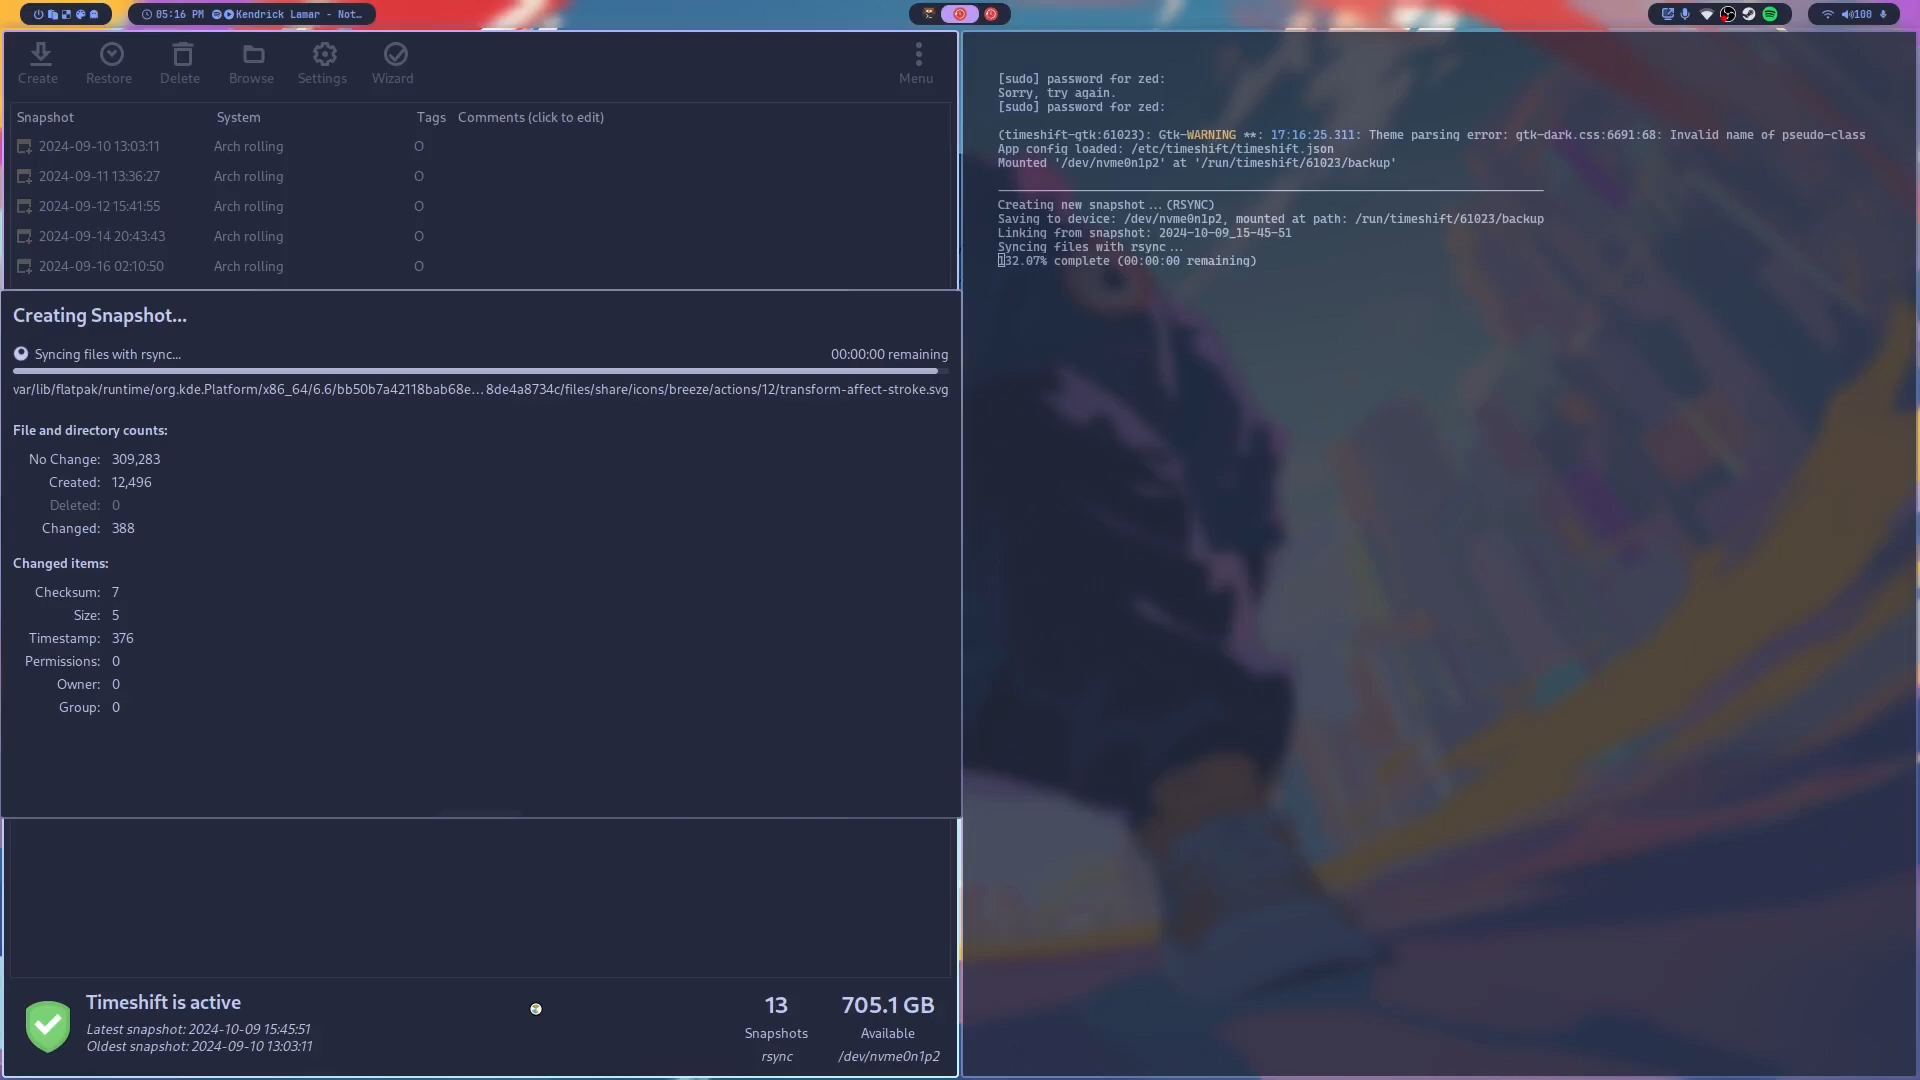 05:16 PM
Kendrick Lamar - Not…
100
Create
Restore
Delete
Browse
Settings
Wizard
Menu
Snapshot System Tags Comments (click to edit)
2024-09-10 13:03:11 Arch rolling O
2024-09-11 13:36:27 Arch rolling O
2024-09-12 15:41:55 Arch rolling O
2024-09-14 20:43:43 Arch rolling O
2024-09-16 02:10:50 Arch rolling O
Creating Snapshot...
Syncing files with rsync... 00:00:00 remaining
var/lib/flatpak/runtime/org.kde.Platform/x86_64/6.6/bb50b7a42118bab68e… 8de4a8734c/files/share/icons/breeze/actions/12/transform-affect-stroke.svg
File and directory counts:
No Change: 309,283
Created: 12,496
Deleted: 0
Changed: 388
Changed items:
Checksum: 7
Size: 5
Timestamp: 376
Permissions: 0
Owner: 0
Group: 0
Timeshift is active
Latest snapshot: 2024-10-09 15:45:51
Oldest snapshot: 2024-09-10 13:03:11
13
Snapshots
rsync
705.1 GB
Available
/dev/nvme0n1p2
[sudo] password for zed:
Sorry, try again.
[sudo] password for zed:
(timeshift-gtk:61023): Gtk-WARNING **: 17:16:25.311: Theme parsing error: gtk-dark.css:6691:68: Invalid name of pseudo-class
App config loaded: /etc/timeshift/timeshift.json
Mounted '/dev/nvme0n1p2' at '/run/timeshift/61023/backup'
Creating new snapshot...(RSYNC)
Saving to device: /dev/nvme0n1p2, mounted at path: /run/timeshift/61023/backup
Linking from snapshot: 2024-10-09_15-45-51
Syncing files with rsync...
132.07% complete (00:00:00 remaining)